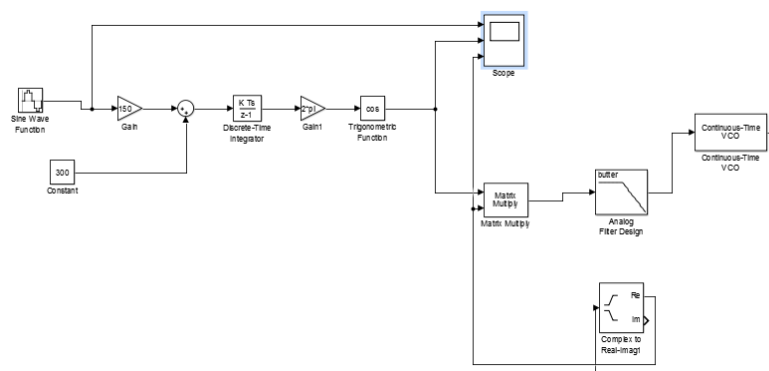 Scope
Sine Wave
Function
150
Gain
K Ts
z-1
Discrete-Time
Integrator
2*pi
Gain1
cos
Trigonometric
Function
300
Constant
Matrix
Multiply
Matrix Multiply
butter
Analog
Filter Design
Continuous-Time
VCO
Continuous-Time
VCO
Re
Im
Complex to
Real-Imag1